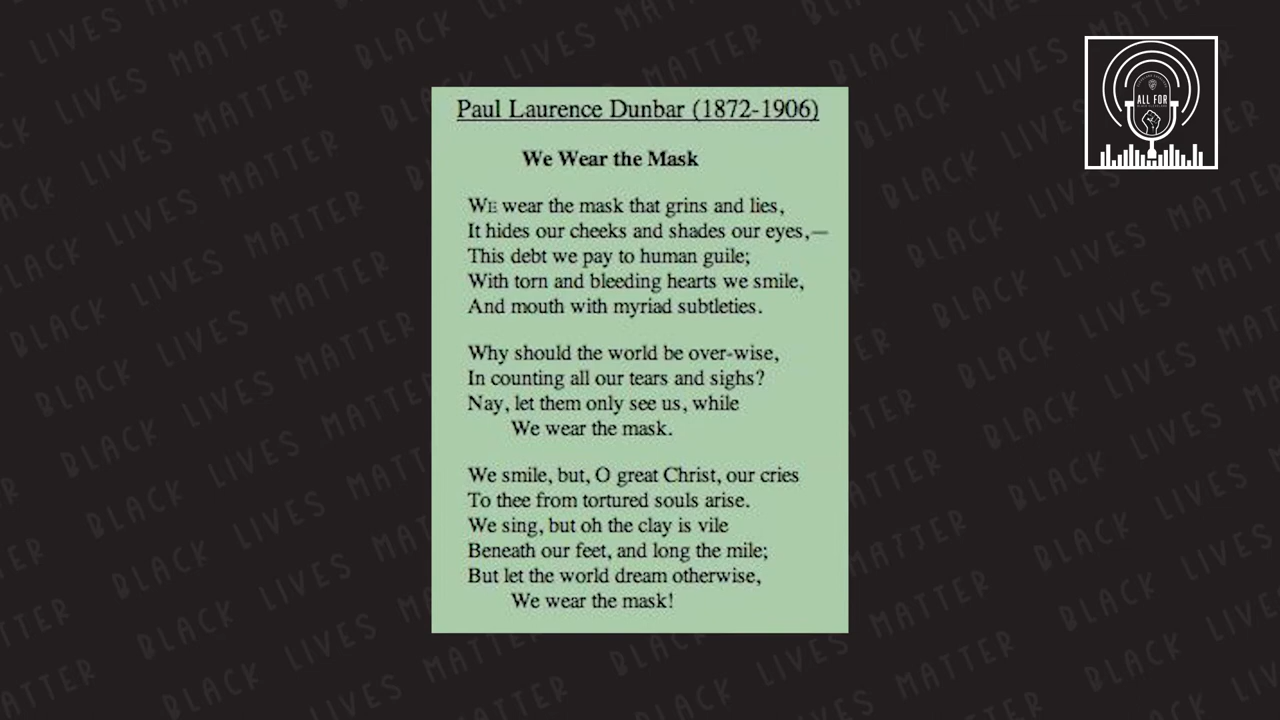 Paul Laurence Dunbar (1872-1906)
We Wear the Mask
WE wear the mask that grins and lies,
It hides our cheeks and shades our eyes,—
This debt we pay to human guile;
With torn and bleeding hearts we smile,
And mouth with myriad subtleties.
Why should the world be over-wise,
In counting all our tears and sighs?
Nay, let them only see us, while
We wear the mask.
We smile, but, O great Christ, our cries
To thee from tortured souls arise.
We sing, but oh the clay is vile
Beneath our feet, and long the mile;
But let the world dream otherwise,
We wear the mask!
ALL FOR
BLACK LIVES MATTER